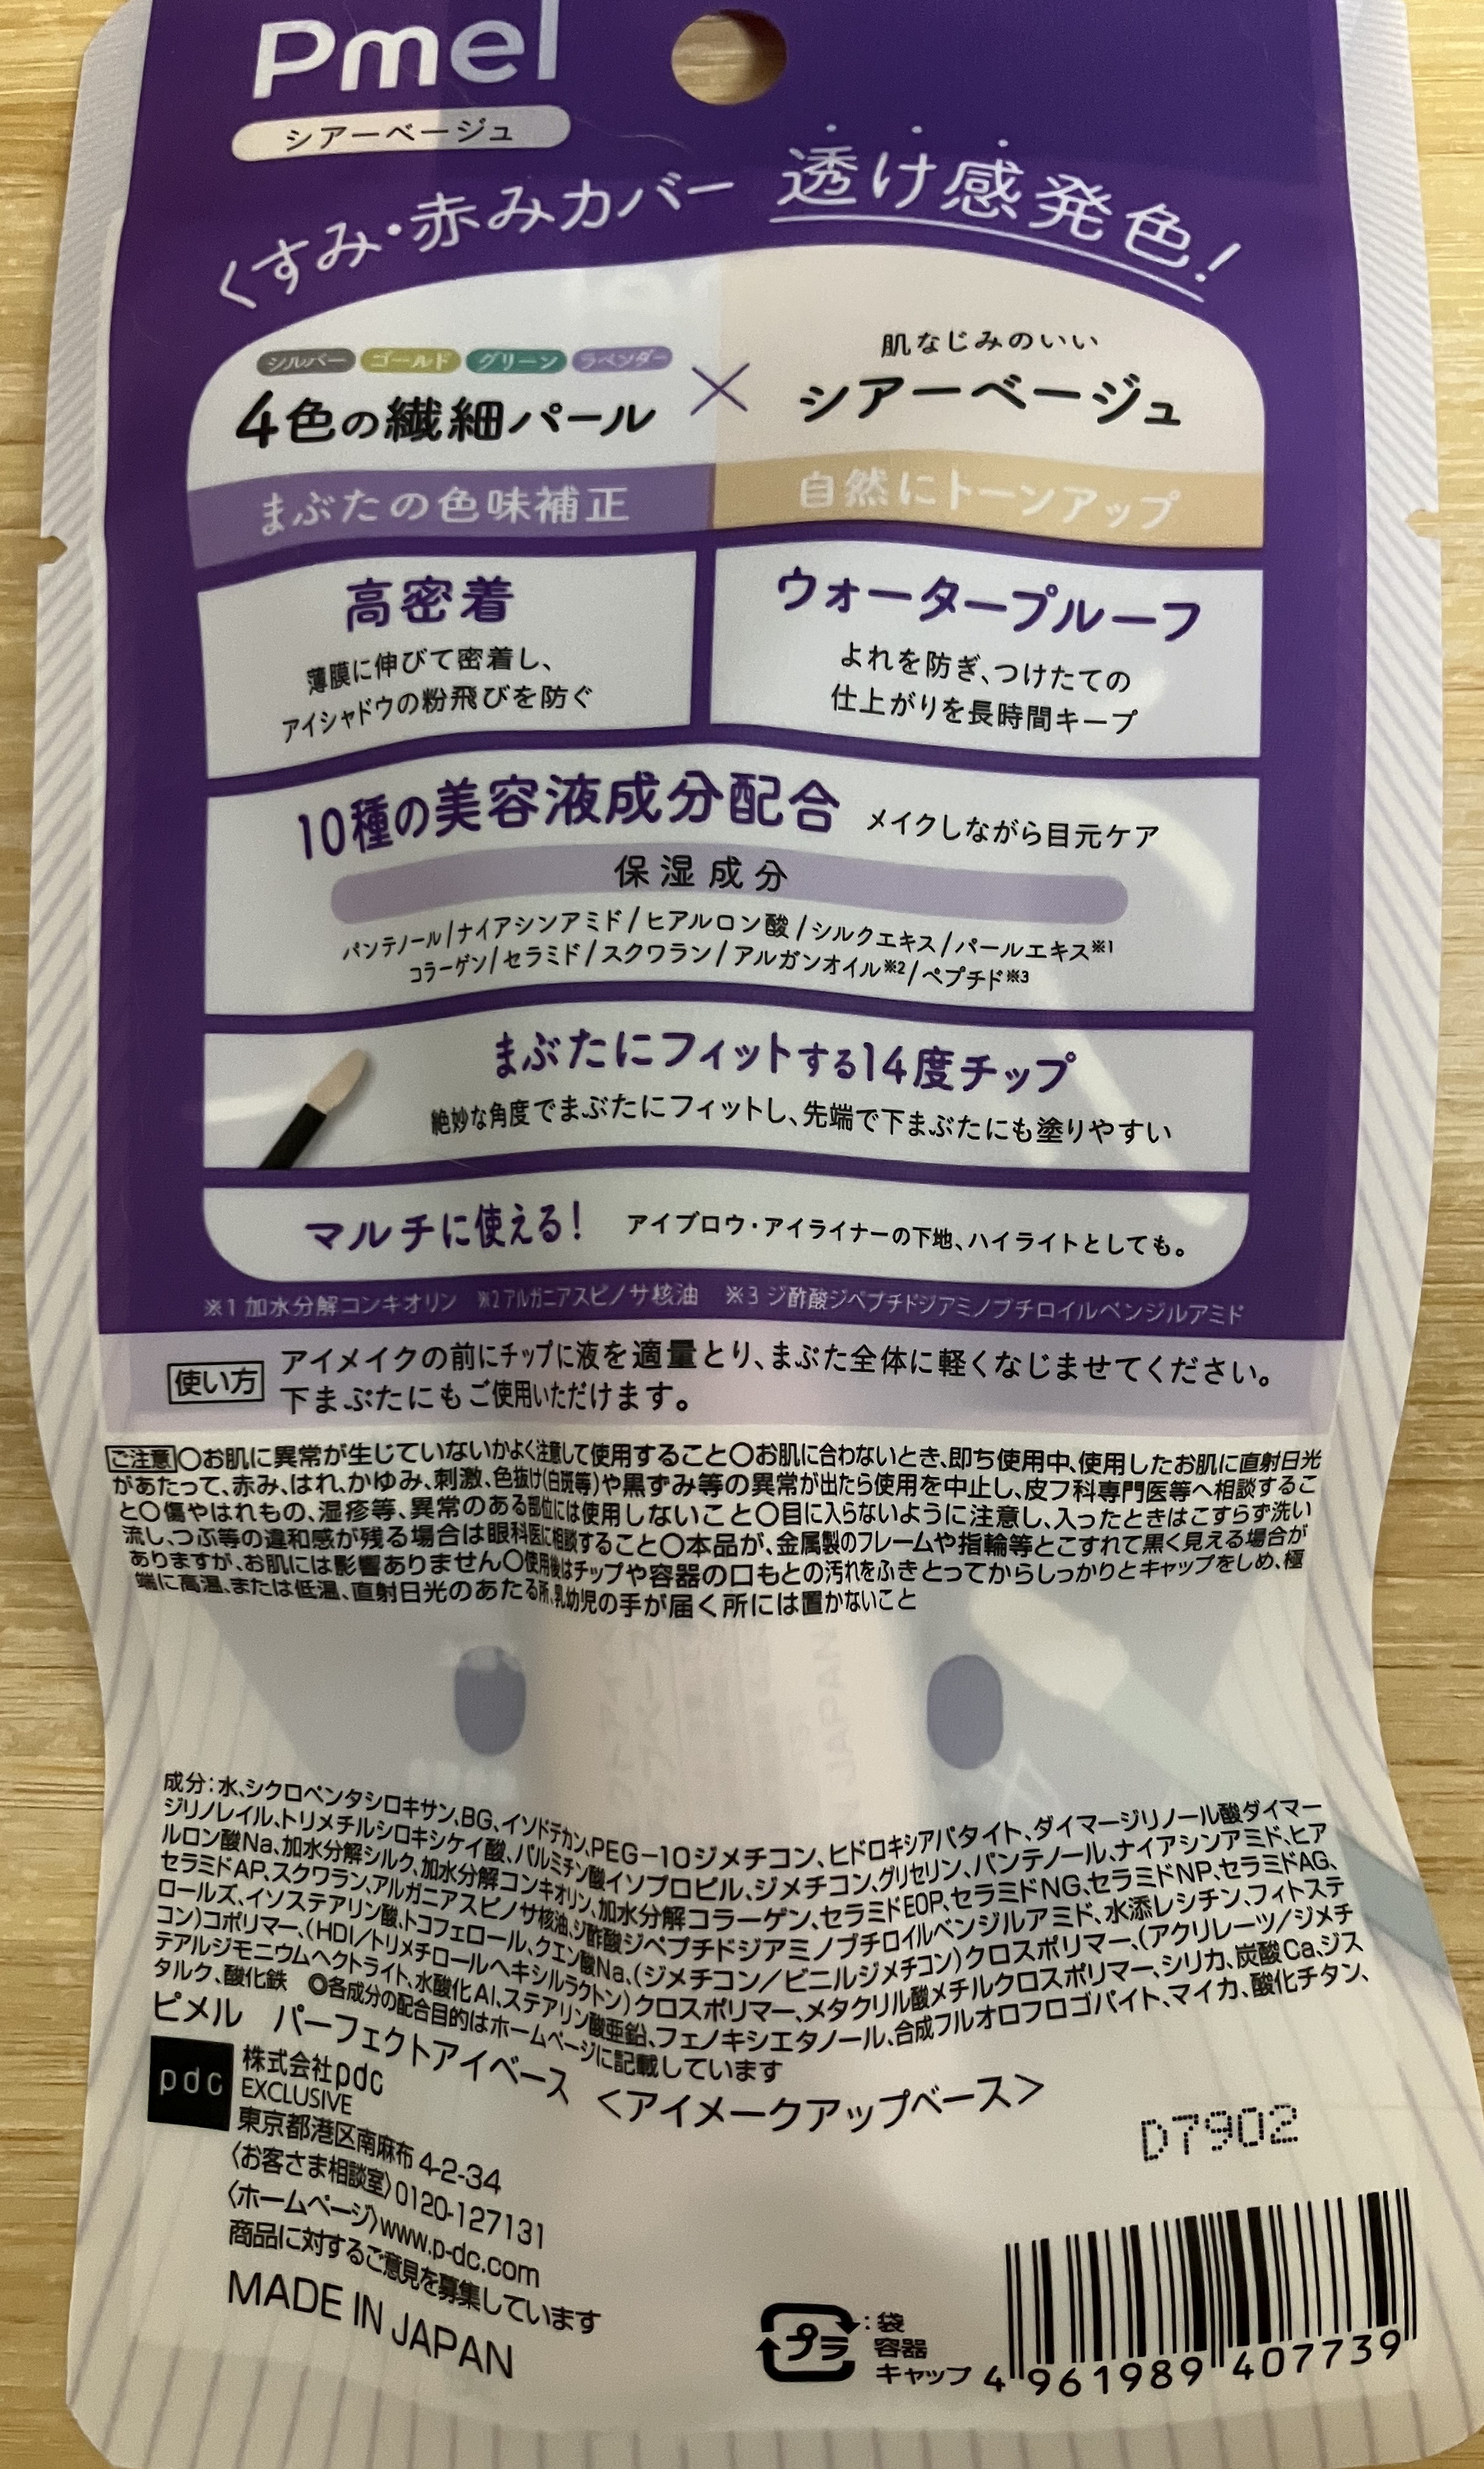 Pmel
シアーベージュ
くすみ・赤みカバー 透け感発色!
シルバー ゴールド グリーン ラベンダー
4色の繊細パール
×
肌なじみのいい
シアーベージュ
まぶたの色味補正
自然にトーンアップ
高密着
薄膜に伸びて密着し、
アイシャドウの粉飛びを防ぐ
ウォータープルーフ
よれを防ぎ、つけたての
仕上がりを長時間キープ
10種の美容液成分配合 メイクしながら目元ケア
保湿成分
パンテノール/ナイアシンアミド/ヒアルロン酸/シルクエキス/パールエキス※1
コラーゲン/セラミド/スクワラン/アルガンオイル※2/ペプチド※3
まぶたにフィットする14度チップ
絶妙な角度でまぶたにフィットし、先端で下まぶたにも塗りやすい
マルチに使える! アイブロウ・アイライナーの下地、ハイライトとしても。
※1 加水分解コンキオリン ※2 アルガニアスピノサ核油 ※3 ジ酢酸ジペプチドジアミノブチロイルベンジルアミド
使い方 アイメイクの前にチップに液を適量とり、まぶた全体に軽くなじませてください。
下まぶたにもご使用いただけます。
ご注意 〇お肌に異常が生じていないかよく注意して使用すること〇お肌に合わないとき、即ち使用中、使用したお肌に直射日光
があたって、赤み、はれ、かゆみ、刺激、色抜け(白斑等)や黒ずみ等の異常が出たら使用を中止し、皮フ科専門医等へ相談するこ
と〇傷やはれもの、湿疹等、異常のある部位には使用しないこと〇目に入らないように注意し、入ったときはこすらず洗い
流し、つぶ等の違和感が残る場合は眼科医に相談すること〇本品が、金属製のフレームや指輪等とこすれて黒く見える場合が
ありますが、お肌には影響ありません〇使用後はチップや容器の口もとの汚れをふきとってからしっかりとキャップをしめ、極
端に高温、または低温、直射日光のあたる所、乳幼児の手が届く所には置かないこと
成分:水、シクロペンタシロキサン、BG、イソドデカン、PEG-10ジメチコン、ヒドロキシアパタイト、ダイマージリノール酸ダイマー
ジリノレイル、トリメチルシロキシケイ酸、パルミチン酸イソプロピル、ジメチコン、グリセリン、パンテノール、ナイアシンアミド、ヒア
ルロン酸Na、加水分解シルク、加水分解コンキオリン、加水分解コラーゲン、セラミドEOP、セラミドNG、セラミドNP、セラミドAG、
セラミドAP、スクワラン、アルガニアスピノサ核油、ジ酢酸ジペプチドジアミノブチロイルベンジルアミド、水添レシチン、フィトステ
ロールズ、イソステアリン酸、トコフェロール、クエン酸Na、(ジメチコン/ビニルジメチコン)クロスポリマー、(アクリレーツ/ジメチ
コン)コポリマー、(HDI/トリメチロールヘキシルラクトン)クロスポリマー、メタクリル酸メチルクロスポリマー、シリカ、炭酸Ca、ジス
テアルジモニウムヘクトライト、水酸化Al、ステアリン酸亜鉛、フェノキシエタノール、合成フルオロフロゴパイト、マイカ、酸化チタン、
タルク、酸化鉄 ◎各成分の配合目的はホームページに記載しています
ピメル パーフェクトアイベース <アイメークアップベース>
pdc 株式会社pdc
EXCLUSIVE
東京都港区南麻布 4-2-34
〈お客さま相談室〉0120-127131
〈ホームページ〉www.p-dc.com
商品に対するご意見を募集しています
MADE IN JAPAN
D7902
プラ :袋
容器
キャップ
4 961989 407739